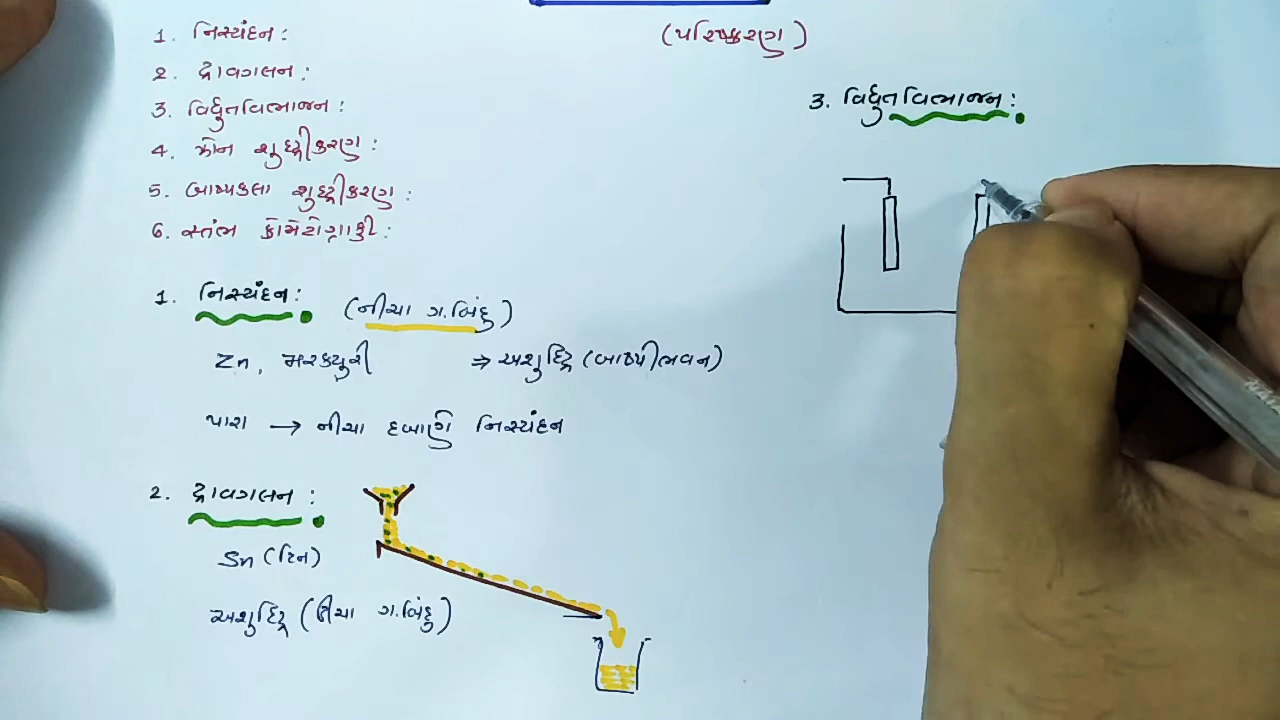 1. નિસ્યંદન :
2. દ્રાવગલન :
3. વિદ્યુતવિભાજન :
4. ઝોન શુદ્ધીકરણ :
5. બાષ્પકલા શુદ્ધીકરણ :
6. સ્તંભ ક્રોમેટોગ્રાફી :
(પરિષ્કરણ)
1. નિસ્યંદન :
(નીચા ગ.બિંદુ)
Zn, મરક્યુરી ⇒ અશુદ્ધિ (બાષ્પીભવન)
પારા → નીચા દબાણે નિસ્યંદન
2. દ્રાવગલન :
Sn (ટિન)
અશુદ્ધિ (ઊંચા ગ.બિંદુ)
3. વિદ્યુતવિભાજન :